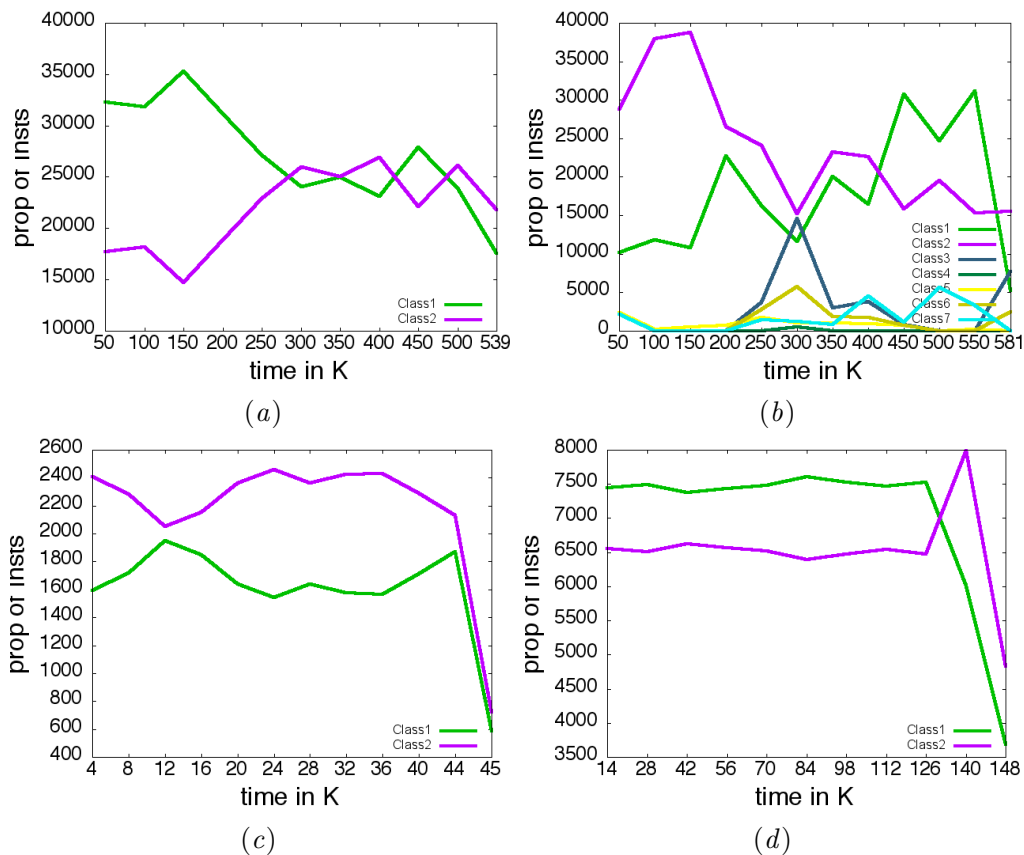 40000
35000
30000
25000
20000
15000
10000
prop of insts
Class1
Class2
50 100 150 200 250 300 350 400 450 500 539
time in K
(a)
40000
35000
30000
25000
20000
15000
10000
5000
0
prop of insts
Class1
Class2
Class3
Class4
Class5
Class6
Class7
50 100 150 200 250 300 350 400 450 500 550 581
time in K
(b)
2600
2400
2200
2000
1800
1600
1400
1200
1000
800
600
400
prop of insts
Class1
Class2
4 8 12 16 20 24 28 32 36 40 44 45
time in K
(c)
8000
7500
7000
6500
6000
5500
5000
4500
4000
3500
prop of insts
Class1
Class2
14 28 42 56 70 84 98 112 126 140 148
time in K
(d)